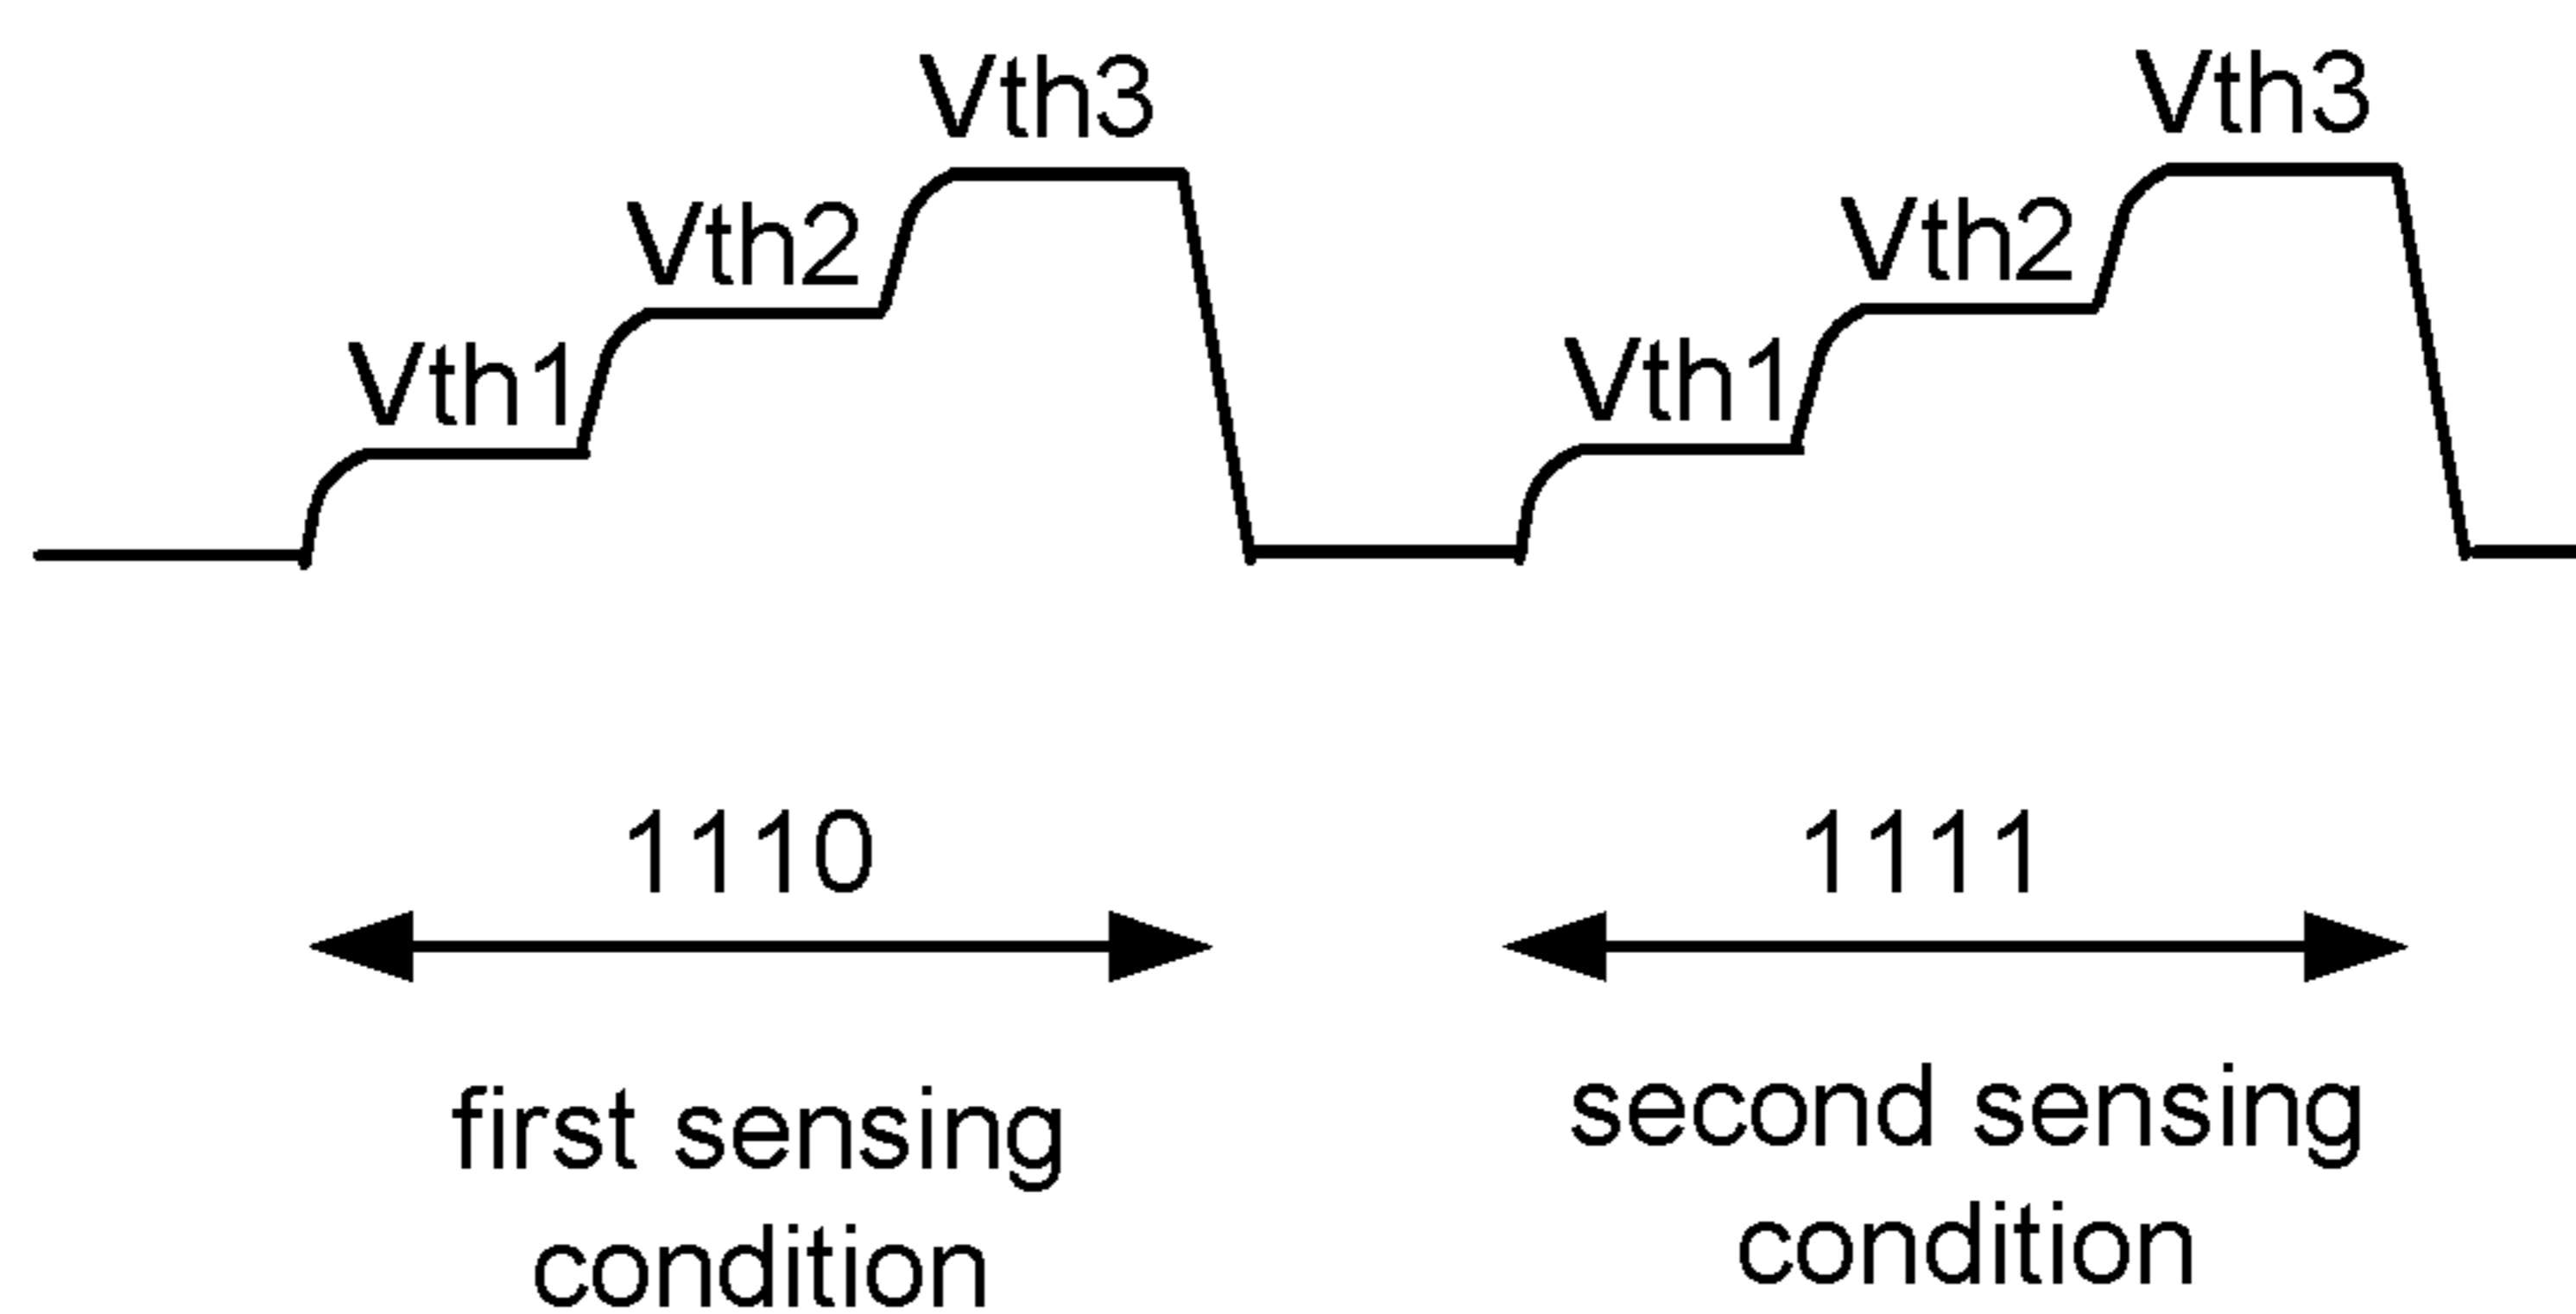 Vth3
Vth3
Vth2
Vth2
Vth1
Vth1
1110
1111
first sensing
condition
second sensing
condition